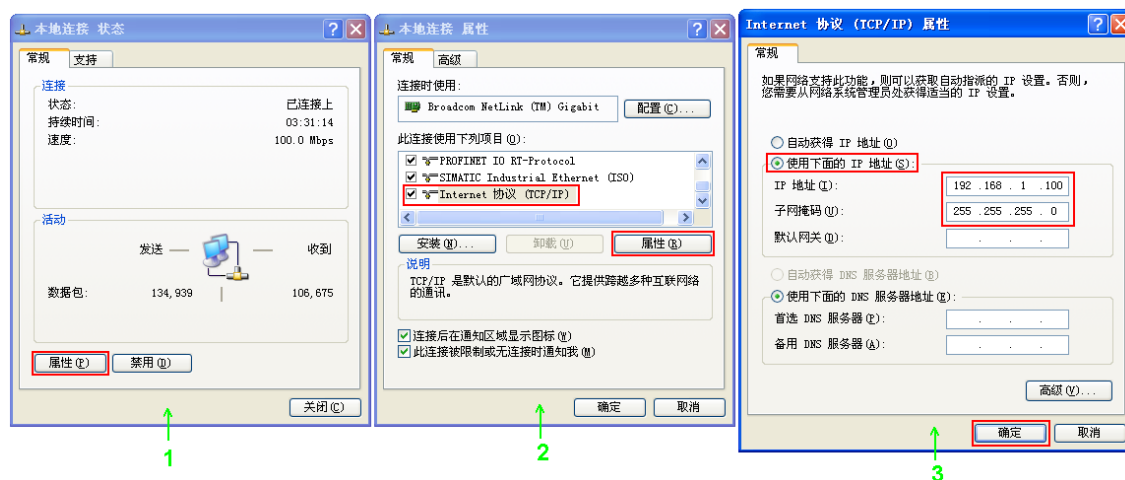 本地连接 状态
常规 支持
连接
状态: 已连接上
持续时间: 03:31:14
速度: 100.0 Mbps
活动
发送 — — 收到
数据包: 134,939 | 106,675
属性(P) 禁用(D)
关闭(C)
1
本地连接 属性
常规 高级
连接时使用:
Broadcom NetLink (TM) Gigabit 配置(C)...
此连接使用下列项目(O):
PROFINET IO RT-Protocol
SIMATIC Industrial Ethernet (ISO)
Internet 协议 (TCP/IP)
安装(N)... 卸载(U) 属性(R)
说明
TCP/IP 是默认的广域网协议。它提供跨越多种互联网络
的通讯。
连接后在通知区域显示图标(W)
此连接被限制或无连接时通知我(M)
确定 取消
2
Internet 协议 (TCP/IP) 属性
常规
如果网络支持此功能，则可以获取自动指派的 IP 设置。否则，
您需要从网络系统管理员处获得适当的 IP 设置。
自动获得 IP 地址(O)
使用下面的 IP 地址(S):
IP 地址(I): 192 .168 . 1 .100
子网掩码(U): 255 .255 .255 . 0
默认网关(D): . . .
自动获得 DNS 服务器地址(B)
使用下面的 DNS 服务器地址(E):
首选 DNS 服务器(P): . . .
备用 DNS 服务器(A): . . .
高级(V)...
确定 取消
3